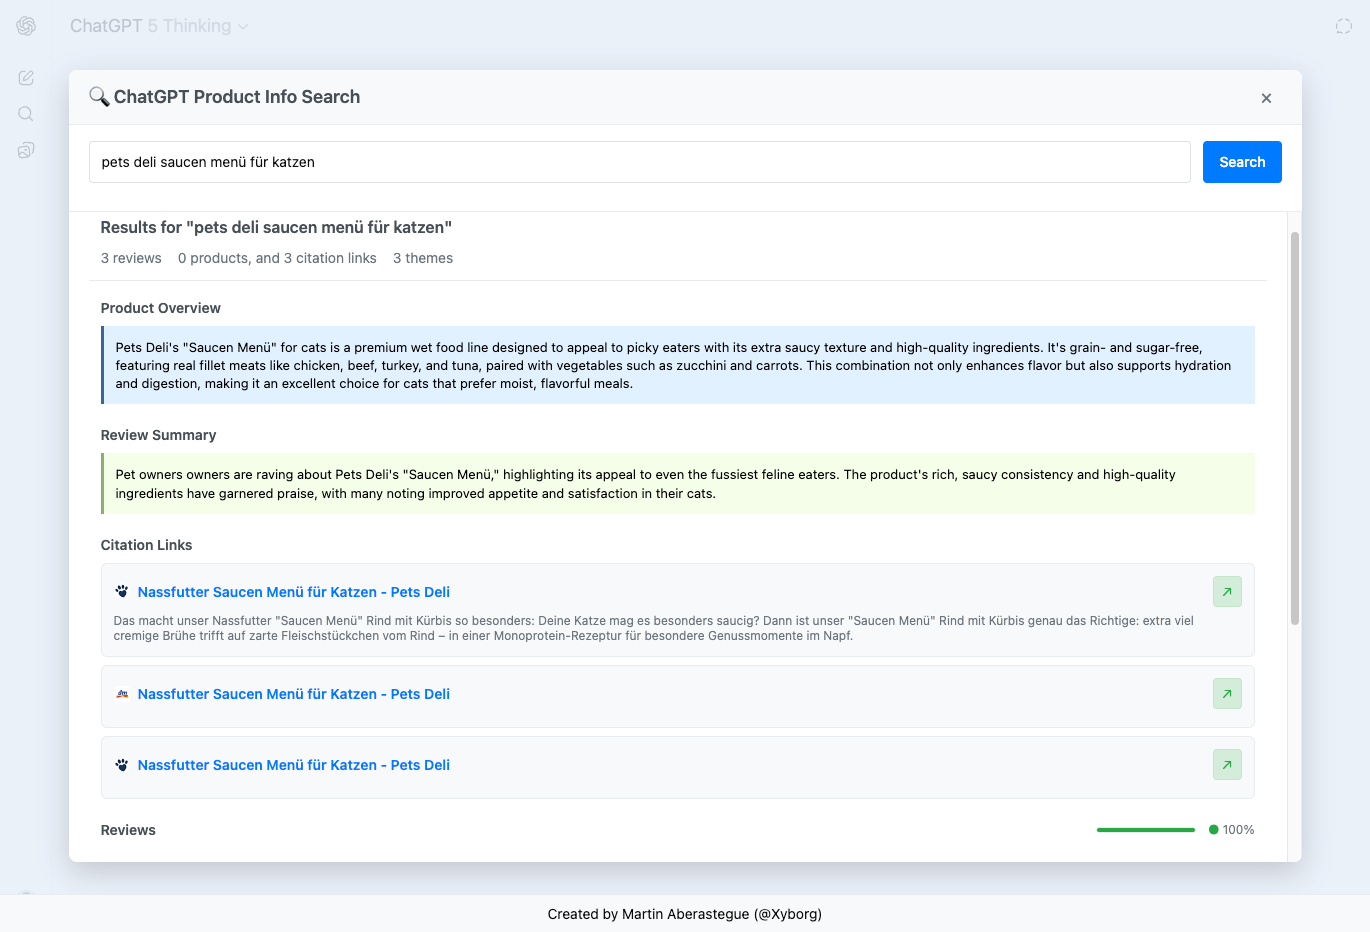 ChatGPT 5 Thinking
ChatGPT Product Info Search
×
pets deli saucen menü für katzen
Search
Results for "pets deli saucen menü für katzen"
3 reviews 0 products, and 3 citation links 3 themes
Product Overview
Pets Deli's "Saucen Menü" for cats is a premium wet food line designed to appeal to picky eaters with its extra saucy texture and high-quality ingredients. It's grain- and sugar-free,
featuring real fillet meats like chicken, beef, turkey, and tuna, paired with vegetables such as zucchini and carrots. This combination not only enhances flavor but also supports hydration
and digestion, making it an excellent choice for cats that prefer moist, flavorful meals.
Review Summary
Pet owners owners are raving about Pets Deli's "Saucen Menü," highlighting its appeal to even the fussiest feline eaters. The product's rich, saucy consistency and high-quality
ingredients have garnered praise, with many noting improved appetite and satisfaction in their cats.
Citation Links
Nassfutter Saucen Menü für Katzen - Pets Deli
Das macht unser Nassfutter "Saucen Menü" Rind mit Kürbis so besonders: Deine Katze mag es besonders saucig? Dann ist unser "Saucen Menü" Rind mit Kürbis genau das Richtige: extra viel
cremige Brühe trifft auf zarte Fleischstückchen vom Rind – in einer Monoprotein-Rezeptur für besondere Genussmomente im Napf.
dm
Nassfutter Saucen Menü für Katzen - Pets Deli
Nassfutter Saucen Menü für Katzen - Pets Deli
Reviews
100%
Created by Martin Aberastegue (@Xyborg)